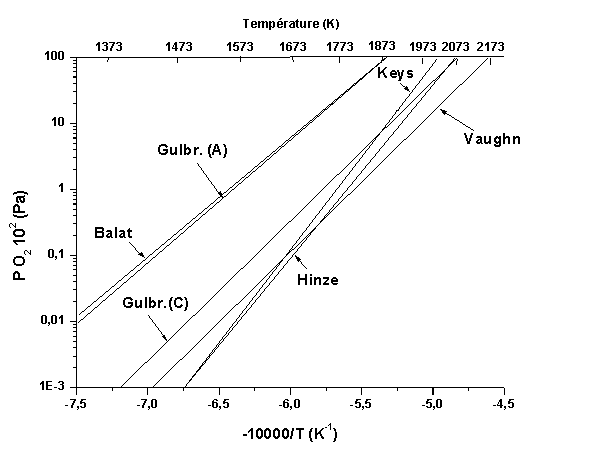 Température (K)
1373 1473 1573 1673 1773 1873 1973 2073 2173
100
10
1
0,1
0,01
1E-3
P O2 10² (Pa)
Keys
Vaughn
Gulbr. (A)
Balat
Hinze
Gulbr.(C)
-7,5 -7,0 -6,5 -6,0 -5,5 -5,0 -4,5
-10000/T (K⁻¹)